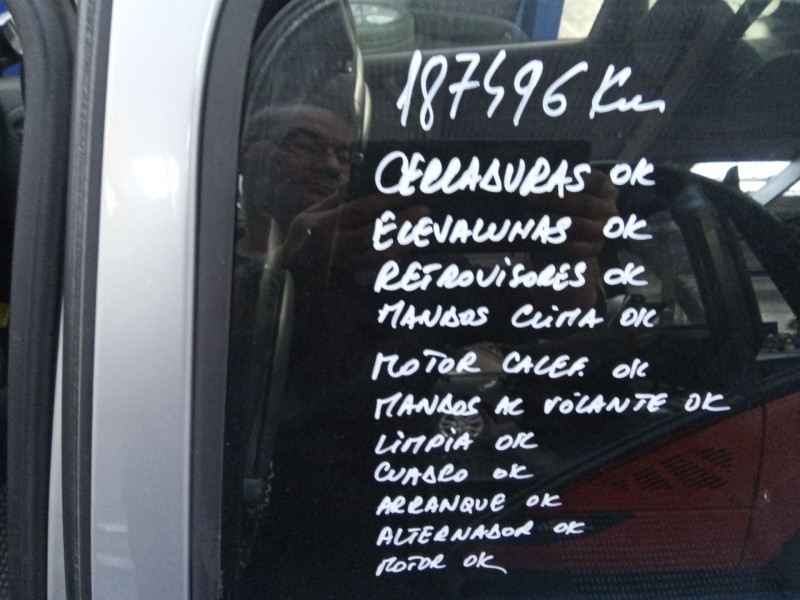 187496 Km
CERRADURAS OK
ELEVALUNAS OK
RETROVISORES OK
MANDOS CLIMA OK
MOTOR CALEF. OK
MANDOS AL VOLANTE OK
LIMPIA OK
CUADRO OK
ARRANQUE OK
ALTERNADOR OK
MOTOR OK